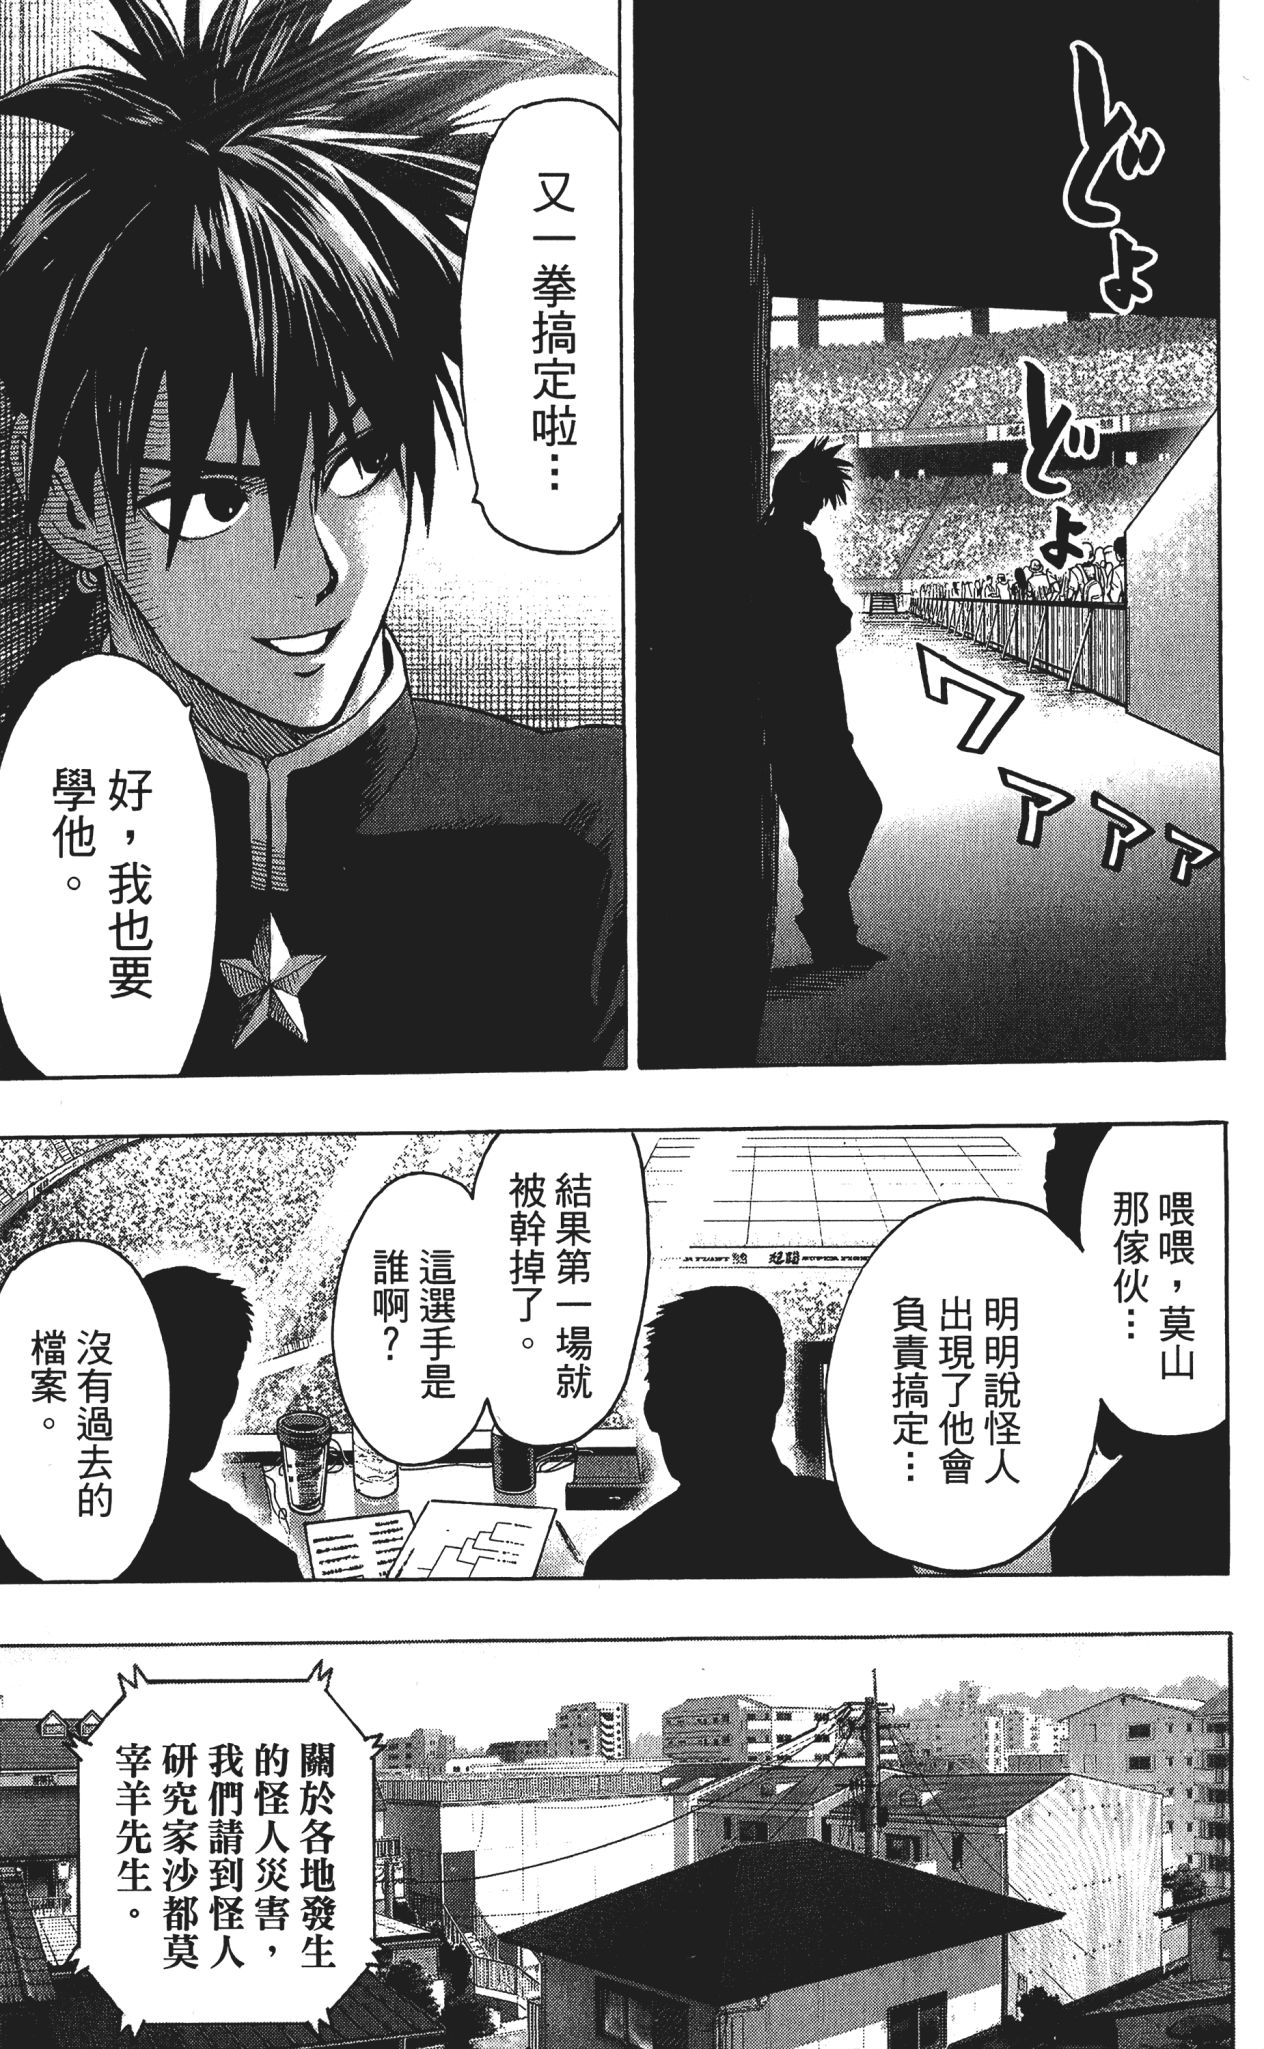 どよ
どよ
ワァァァ
又一拳搞定啦…
好，我也要
學他。
喂喂，莫山
那傢伙…
明明說怪人
出現了他會
負責搞定…
結果第一場就
被幹掉了。
這選手是
誰啊？
沒有過去的
檔案。
關於各地發生
的怪人災害，
我們請到怪人
研究家沙都莫
宰羊先生。